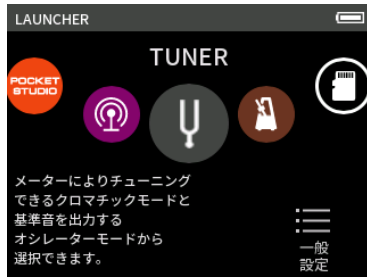 LAUNCHER
TUNER
POCKET
STUDIO
メーターによりチューニング
できるクロマチックモードと
基準音を出力する
オシレーターモードから
選択できます。
一般
設定